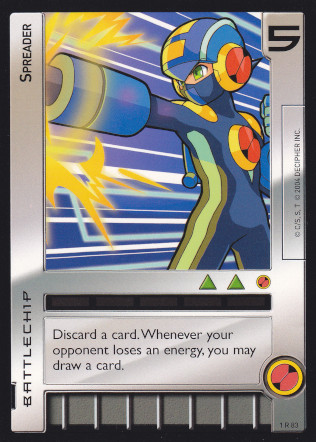 SPREADER
5
© C/S, S, T © 2004 DECIPHER INC.
BATTLECHIP
Discard a card. Whenever your
opponent loses an energy, you may
draw a card.
1 R 83